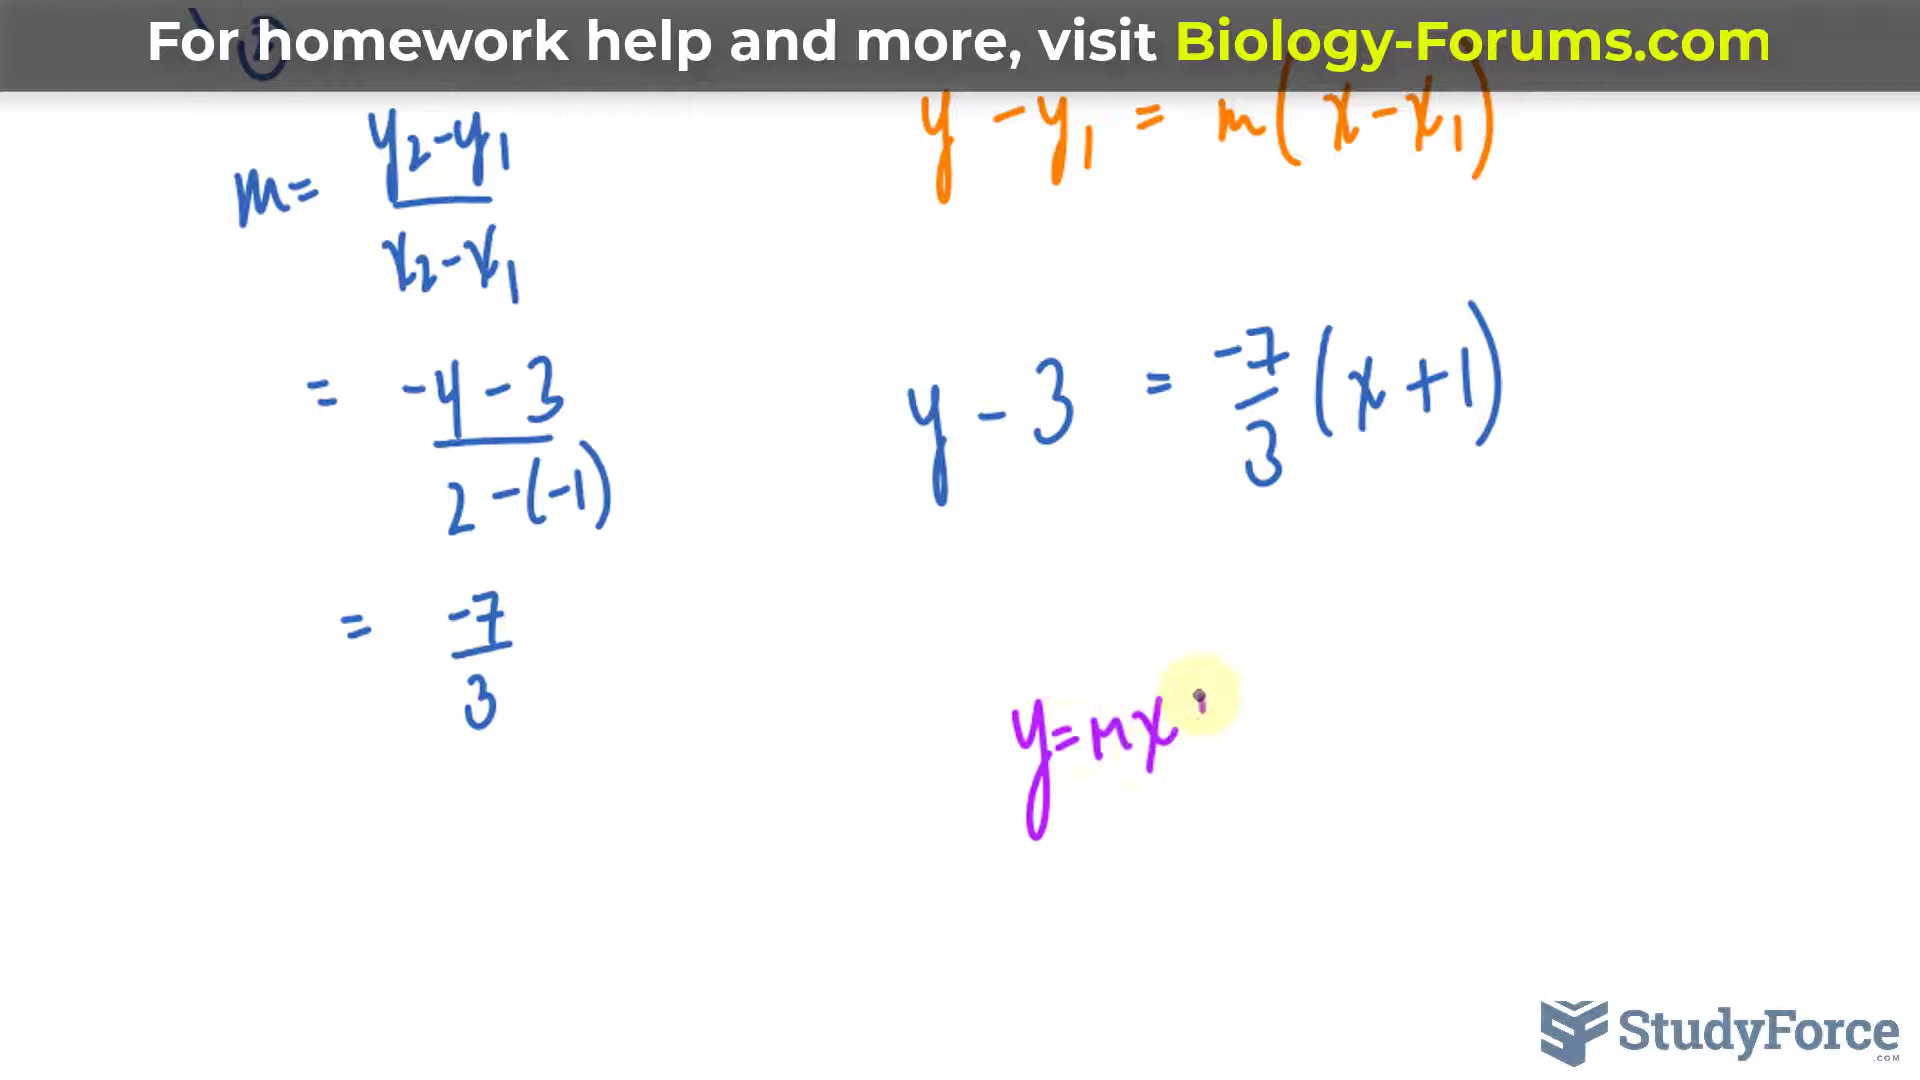 For homework help and more, visit Biology-Forums.com
m = y₂-y₁ / x₂-x₁
= -4-3 / 2-(-1)
= -7/3
y - y₁ = m(x-x₁)
y - 3 = -7/3 (x+1)
y=mx
StudyForce
.COM